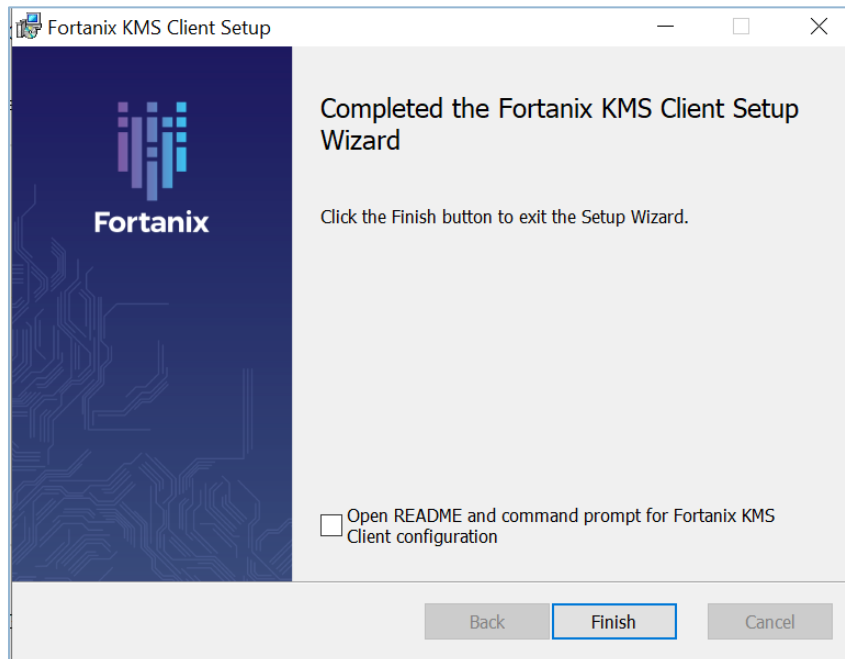 Fortanix KMS Client Setup
Completed the Fortanix KMS Client Setup
Wizard
Fortanix
Click the Finish button to exit the Setup Wizard.
Open README and command prompt for Fortanix KMS
Client configuration
Back
Finish
Cancel